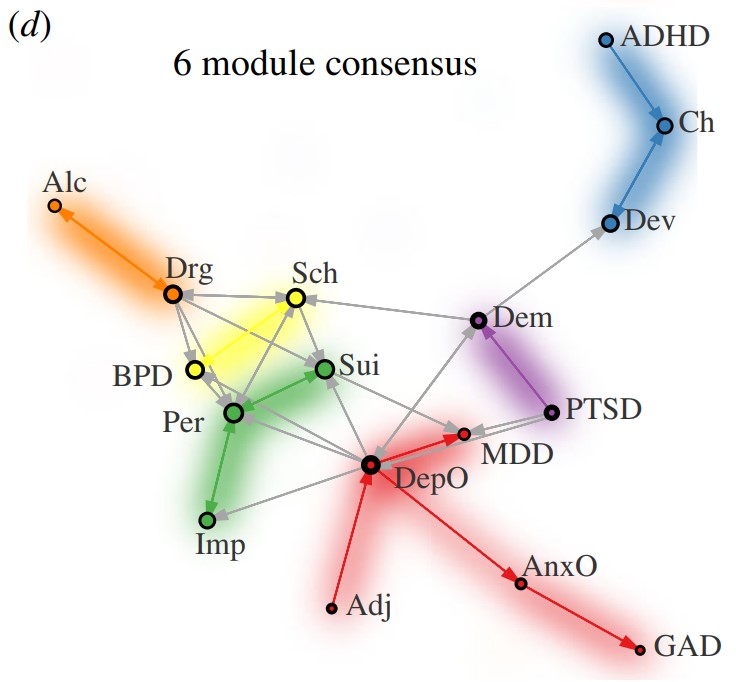 (d)
6 module consensus
ADHD
Ch
Alc
Dev
Drg
Sch
Dem
BPD
Sui
Per
PTSD
MDD
DepO
Imp
AnxO
Adj
GAD